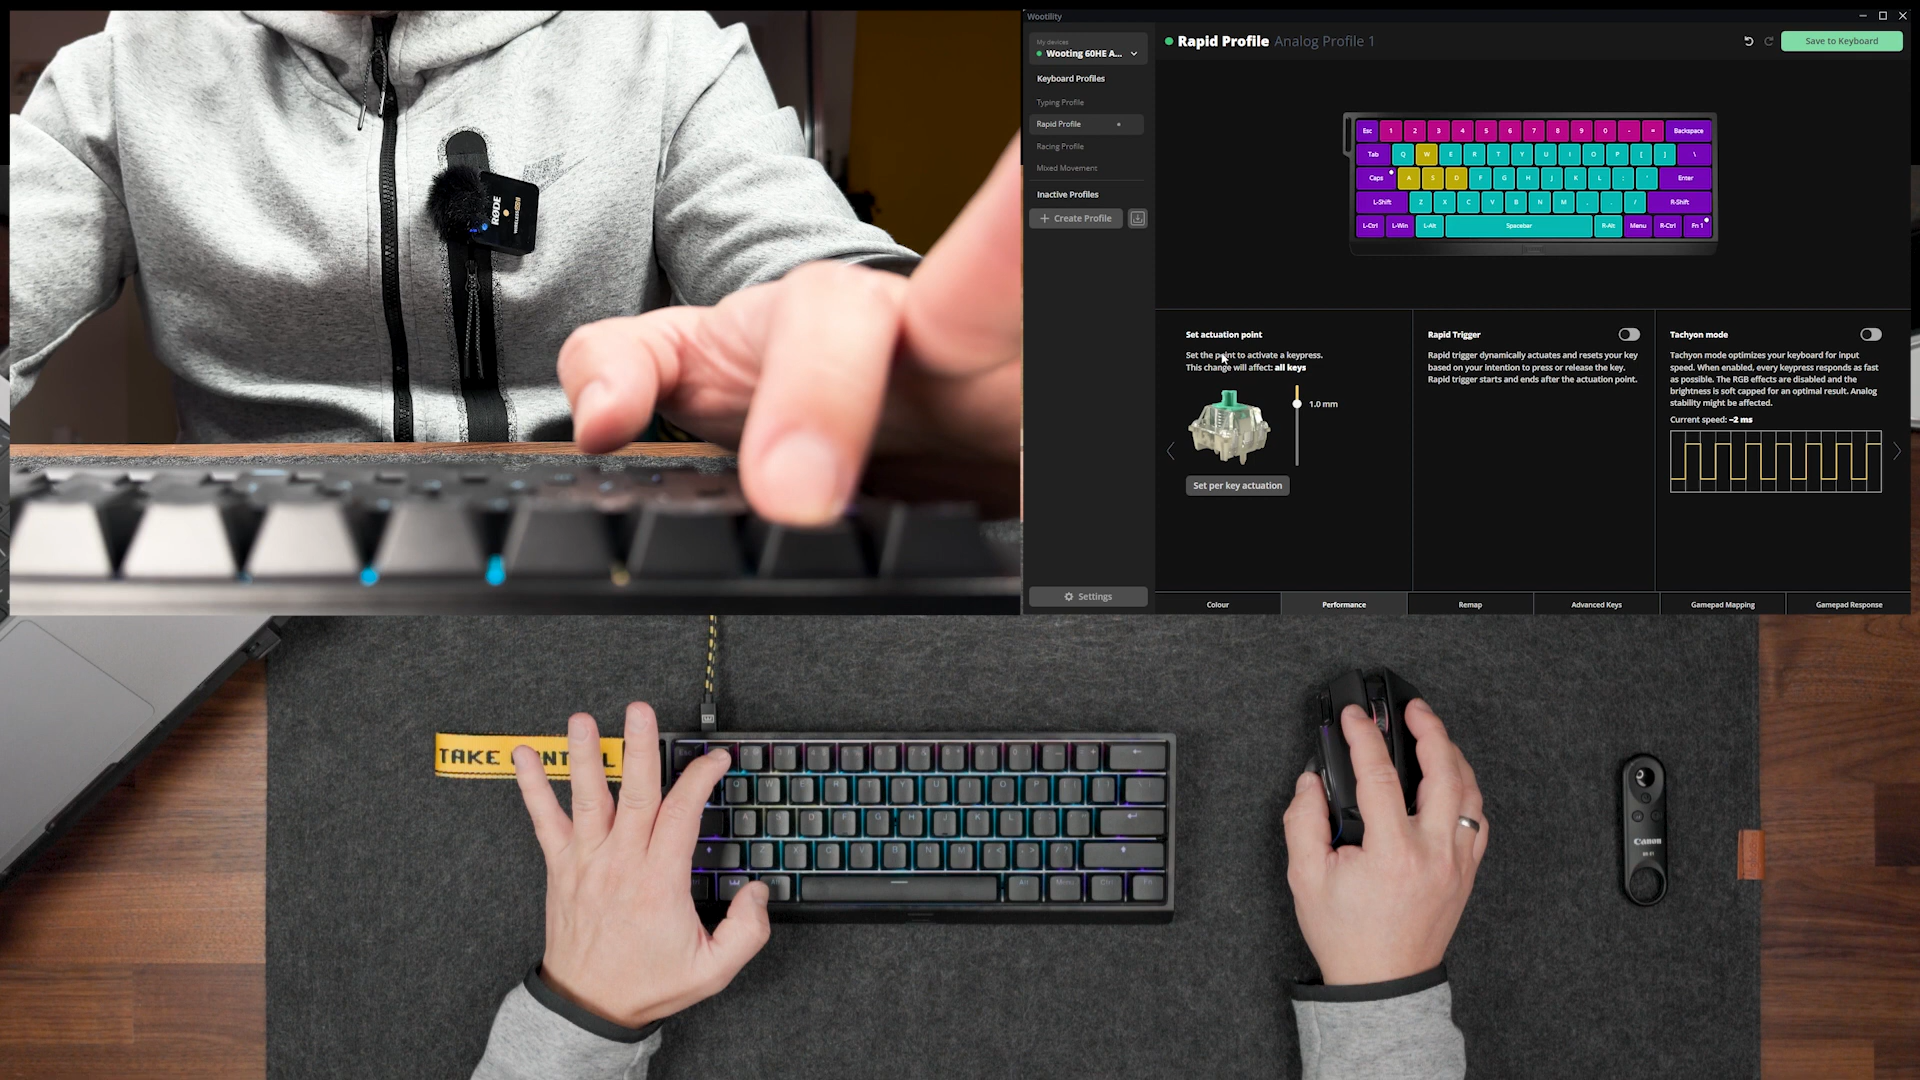 RØDE
Wootility
My devices
Wooting 60HE A...
Keyboard Profiles
Typing Profile
Rapid Profile
Racing Profile
Mixed Movement
Inactive Profiles
+ Create Profile
Settings
Rapid Profile Analog Profile 1
Save to Keyboard
Esc 1 2 3 4 5 6 7 8 9 0 - = Backspace
Tab Q W E R T Y U I O P [ ] \
Caps A S D F G H J K L ; ' Enter
L-Shift Z X C V B N M , . / R-Shift
L-Ctrl L-Win L-Alt Spacebar R-Alt Menu R-Ctrl Fn 1
Set actuation point
Set the point to activate a keypress.
This change will affect: all keys
1.0 mm
Set per key actuation
Rapid Trigger
Rapid trigger dynamically actuates and resets your key
based on your intention to press or release the key.
Rapid trigger starts and ends after the actuation point.
Tachyon mode
Tachyon mode optimizes your keyboard for input
speed. When enabled, every keypress responds as fast
as possible. The RGB effects are disabled and the
brightness is soft capped for an optimal result. Analog
stability might be affected.
Current speed: ~2 ms
Colour
Performance
Remap
Advanced Keys
Gamepad Mapping
Gamepad Response
TAKE
Q W E R T Y U I O P
A S D F G H J K L
Z X C V B N M
Alt Alt Menu Ctrl Fn
Canon